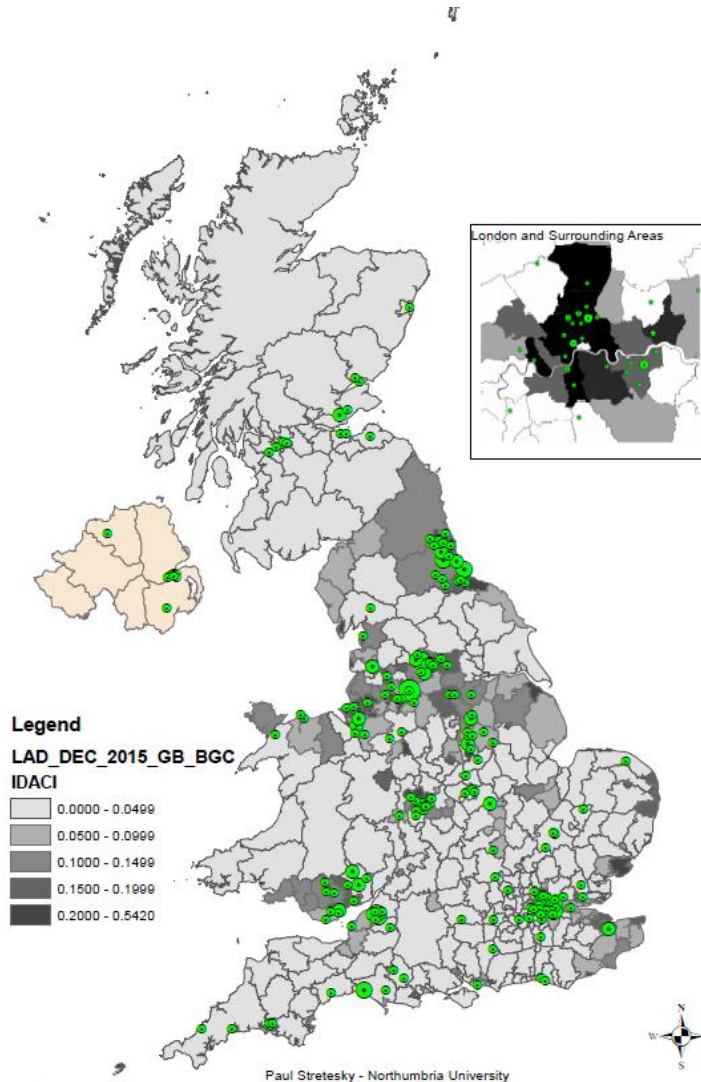 London and Surrounding Areas
Legend
LAD_DEC_2015_GB_BGC
IDACI
0.0000 - 0.0499
0.0500 - 0.0999
0.1000 - 0.1499
0.1500 - 0.1999
0.2000 - 0.5420
N
W
E
S
Paul Stretesky - Northumbria University